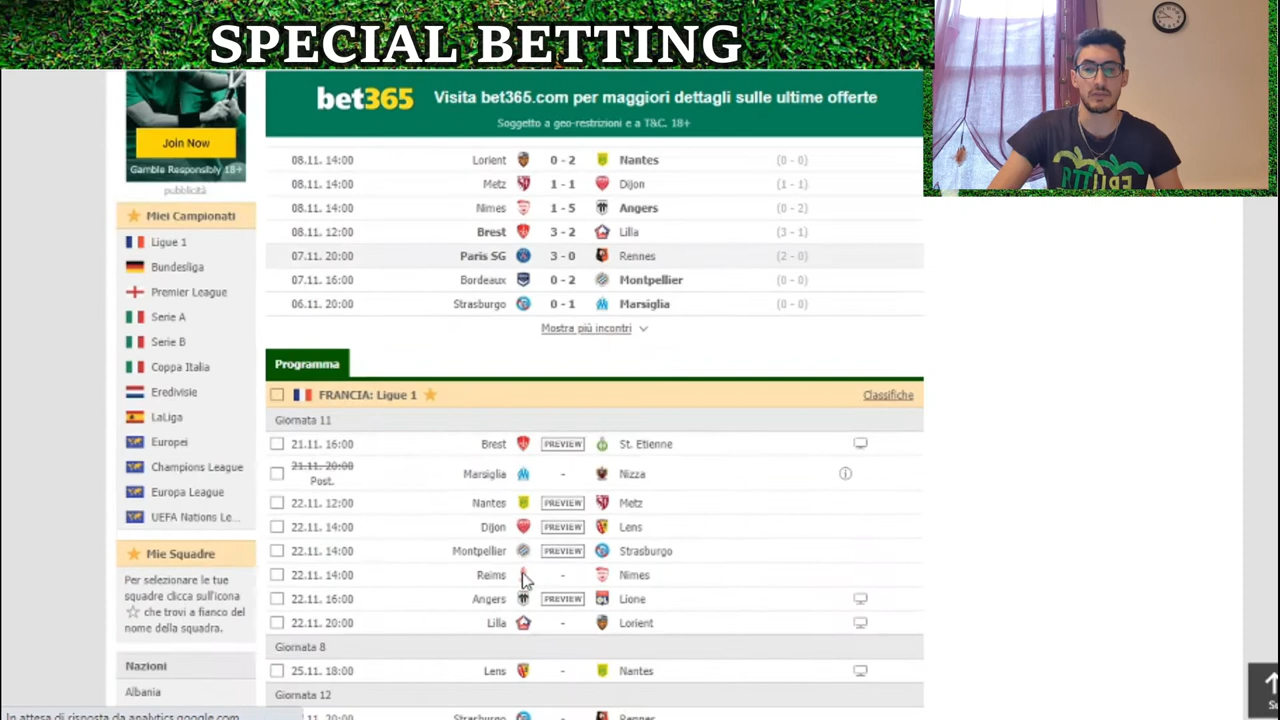 SPECIAL BETTING
bet365 Visita bet365.com per maggiori dettagli sulle ultime offerte
Soggetto a geo-restrizioni e a T&C. 18+
Join Now
Gamble Responsibly 18+
pubblicità
08.11. 14:00 Lorient 0 - 2 Nantes (0 - 0)
08.11. 14:00 Metz 1 - 1 Dijon (1 - 1)
08.11. 14:00 Nimes 1 - 5 Angers (0 - 2)
08.11. 12:00 Brest 3 - 2 Lilla (3 - 1)
07.11. 20:00 Paris SG 3 - 0 Rennes (2 - 0)
07.11. 16:00 Bordeaux 0 - 2 Montpellier (0 - 0)
06.11. 20:00 Strasburgo 0 - 1 Marsiglia (0 - 0)
Mostra più incontri
Miei Campionati
Ligue 1
Bundesliga
Premier League
Serie A
Serie B
Coppa Italia
Eredivisie
LaLiga
Europei
Champions League
Europa League
UEFA Nations Le...
Mie Squadre
Per selezionare le tue
squadre clicca sull'icona
che trovi a fianco del
nome della squadra.
Nazioni
Albania
Programma
FRANCIA: Ligue 1 Classifiche
Giornata 11
21.11. 16:00 Brest PREVIEW St. Etienne
21.11. 20:00
Post. Marsiglia - Nizza
22.11. 12:00 Nantes PREVIEW Metz
22.11. 14:00 Dijon PREVIEW Lens
22.11. 14:00 Montpellier PREVIEW Strasburgo
22.11. 14:00 Reims - Nimes
22.11. 16:00 Angers PREVIEW Lione
22.11. 20:00 Lilla - Lorient
Giornata 8
25.11. 18:00 Lens - Nantes
Giornata 12
Strasburgo Rennes
In attesa di risposta da analytics.google.com